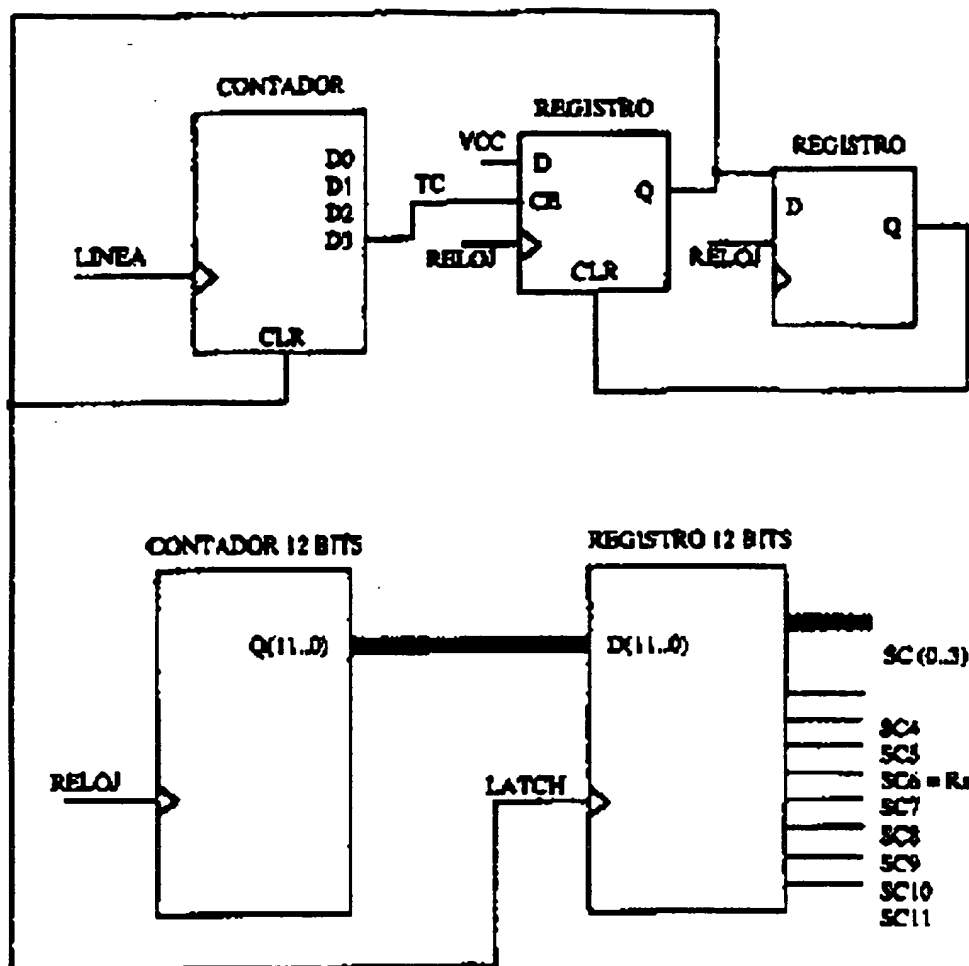 CONTADOR
D0
D1
D2
D3
LINEA
CLR
TC
REGISTRO
VCC
D
CE
Q
RELOJ
CLR
REGISTRO
D
Q
RELOJ
CONTADOR 12 BITS
Q(11..0)
RELOJ
REGISTRO 12 BITS
D(11..0)
LATCH
SC (0..3)
SC4
SC5
SC6 =
SC7
SC8
SC9
SC10
SC11